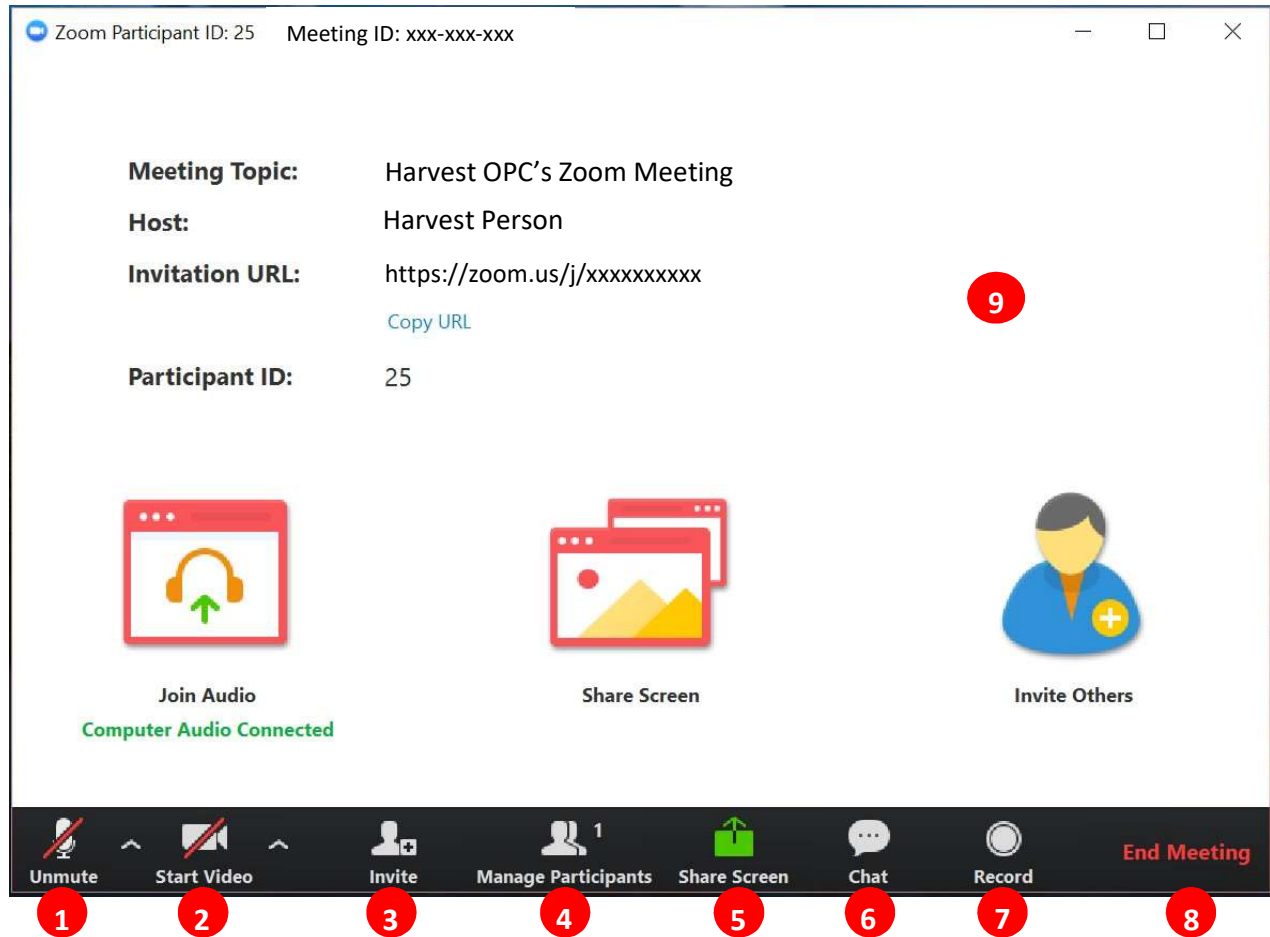 Zoom Participant ID: 25 Meeting ID: xxx-xxx-xxx
Meeting Topic: Harvest OPC’s Zoom Meeting
Host: Harvest Person
Invitation URL: https://zoom.us/j/xxxxxxxxxx
9
Copy URL
Participant ID: 25
Join Audio Share Screen Invite Others
Computer Audio Connected
1
Unmute Start Video Invite Manage Participants Share Screen Chat Record End Meeting
1 2 3 4 5 6 7 8